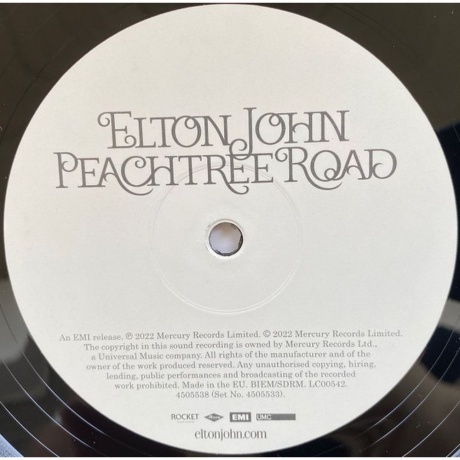 ELTON JOHN
PEACHTREE ROAD
An EMI release. ℗ 2022 Mercury Records Limited. © 2022 Mercury Records Limited.
The copyright in this sound recording is owned by Mercury Records Ltd.,
a Universal Music company. All rights of the manufacturer and of the
owner of the work produced reserved. Any unauthorised copying, hiring,
lending, public performances and broadcasting of the recorded
work prohibited. Made in the EU. BIEM/SDRM. LC00542.
4505538 (Set No. 4505533).
ROCKET EMI UMC
eltonjohn.com